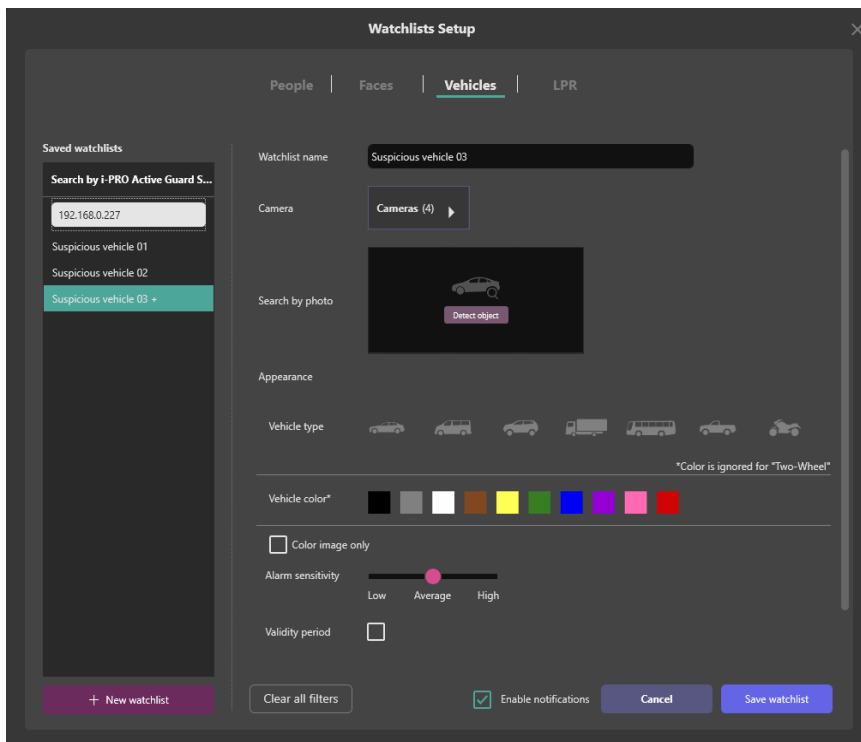 Watchlists Setup
People
Faces
Vehicles
LPR
Saved watchlists
Search by i-PRO Active Guard S...
192.168.0.227
Suspicious vehicle 01
Suspicious vehicle 02
Suspicious vehicle 03 +
+ New watchlist
Watchlist name
Suspicious vehicle 03
Camera
Cameras (4)
Search by photo
Detect object
Appearance
Vehicle type
*Color is ignored for "Two-Wheel"
Vehicle color*
Color image only
Alarm sensitivity
Low Average High
Validity period
Clear all filters
Enable notifications
Cancel
Save watchlist